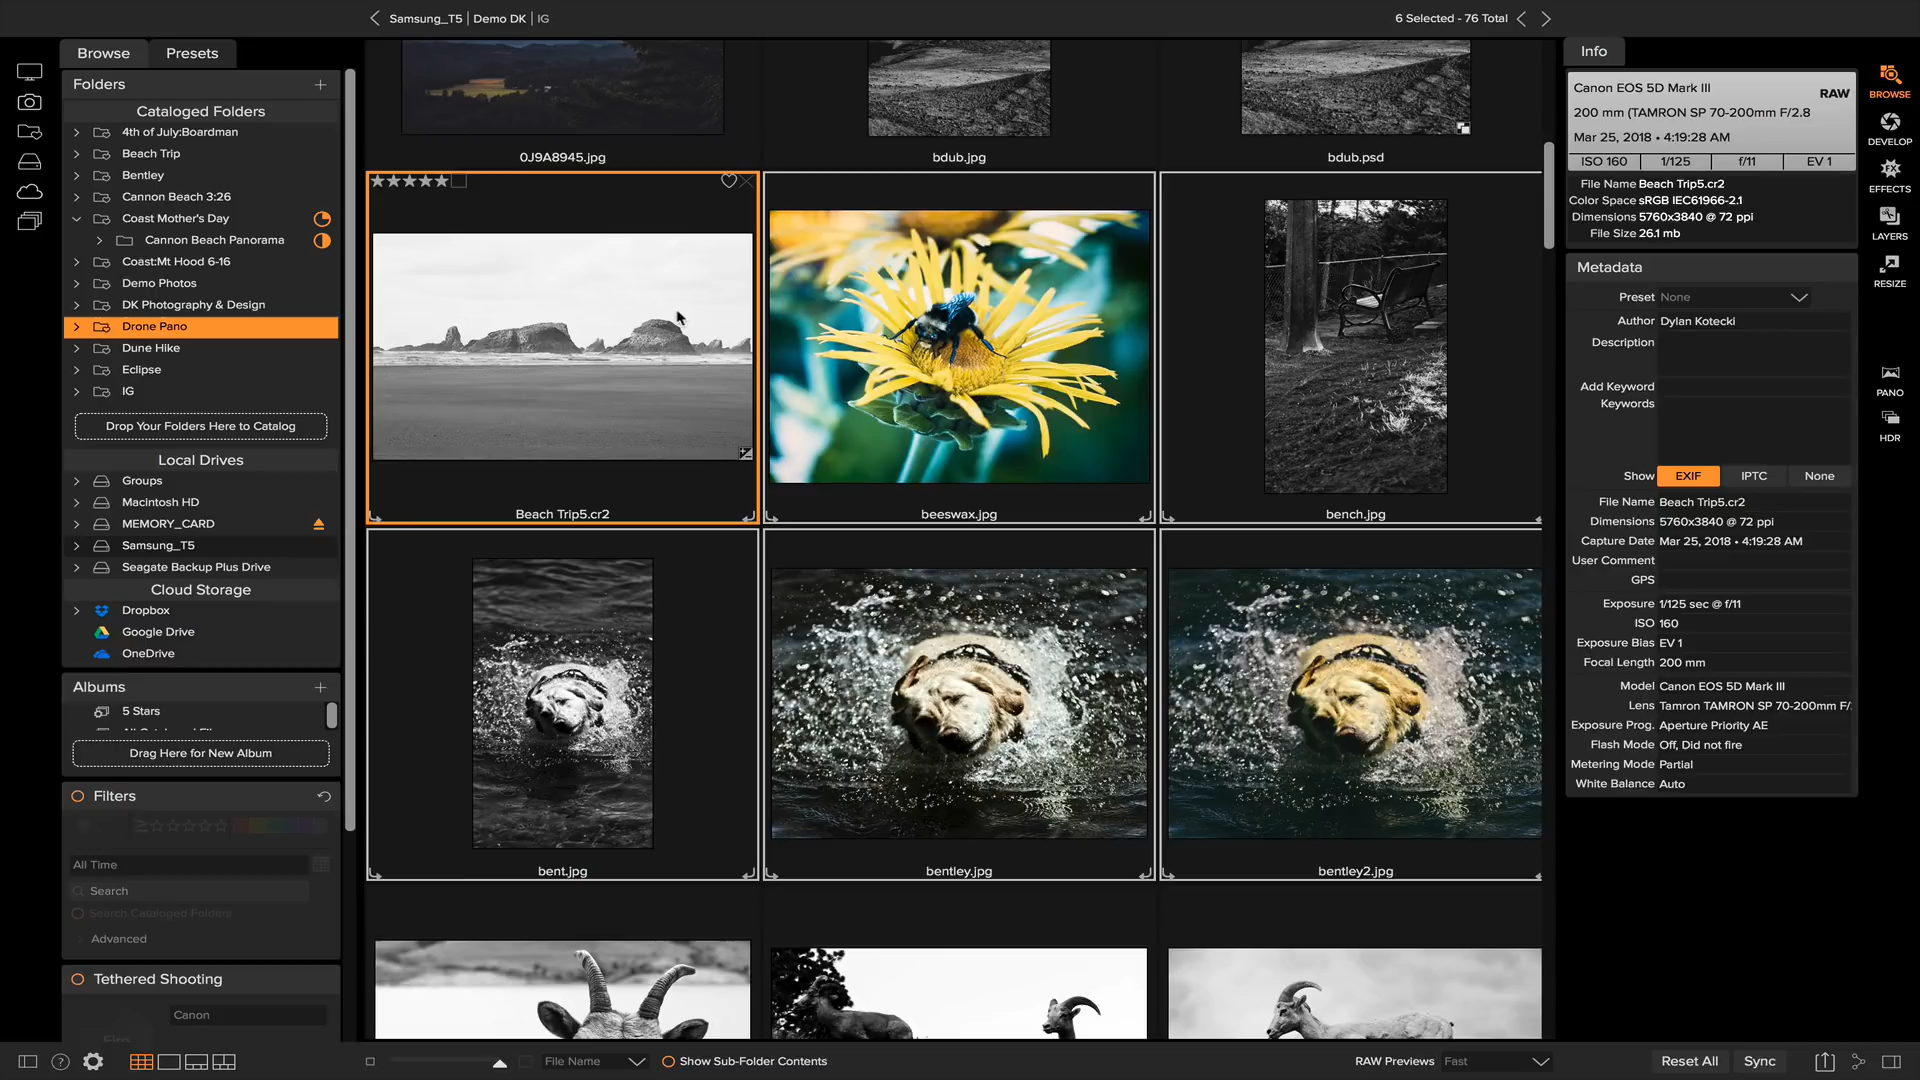 Samsung_T5 | Demo DK | IG
6 Selected - 76 Total
Browse
Presets
Folders
Cataloged Folders
4th of July:Boardman
Beach Trip
Bentley
Cannon Beach 3:26
Coast Mother's Day
Cannon Beach Panorama
Coast:Mt Hood 6-16
Demo Photos
DK Photography & Design
Drone Pano
Dune Hike
Eclipse
IG
Drop Your Folders Here to Catalog
Local Drives
Groups
Macintosh HD
MEMORY_CARD
Samsung_T5
Seagate Backup Plus Drive
Cloud Storage
Dropbox
Google Drive
OneDrive
Albums
5 Stars
Drag Here for New Album
Filters
All Time
Search
Search Cataloged Folders
Advanced
Tethered Shooting
Canon
0J9A8945.jpg
bdub.jpg
bdub.psd
Beach Trip5.cr2
beeswax.jpg
bench.jpg
bent.jpg
bentley.jpg
bentley2.jpg
File Name
Show Sub-Folder Contents
RAW Previews Fast
Reset All
Sync
Info
Canon EOS 5D Mark III
RAW
200 mm (TAMRON SP 70-200mm F/2.8
Mar 25, 2018 • 4:19:28 AM
ISO 160
1/125
f/11
EV 1
File Name Beach Trip5.cr2
Color Space sRGB IEC61966-2.1
Dimensions 5760x3840 @ 72 ppi
File Size 26.1 mb
Metadata
Preset None
Author Dylan Kotecki
Description
Add Keyword
Keywords
Show EXIF IPTC None
File Name Beach Trip5.cr2
Dimensions 5760x3840 @ 72 ppi
Capture Date Mar 25, 2018 • 4:19:28 AM
User Comment
GPS
Exposure 1/125 sec @ f/11
ISO 160
Exposure Bias EV 1
Focal Length 200 mm
Model Canon EOS 5D Mark III
Lens Tamron TAMRON SP 70-200mm F/
Exposure Prog. Aperture Priority AE
Flash Mode Off, Did not fire
Metering Mode Partial
White Balance Auto
BROWSE
DEVELOP
EFFECTS
LAYERS
RESIZE
PANO
HDR